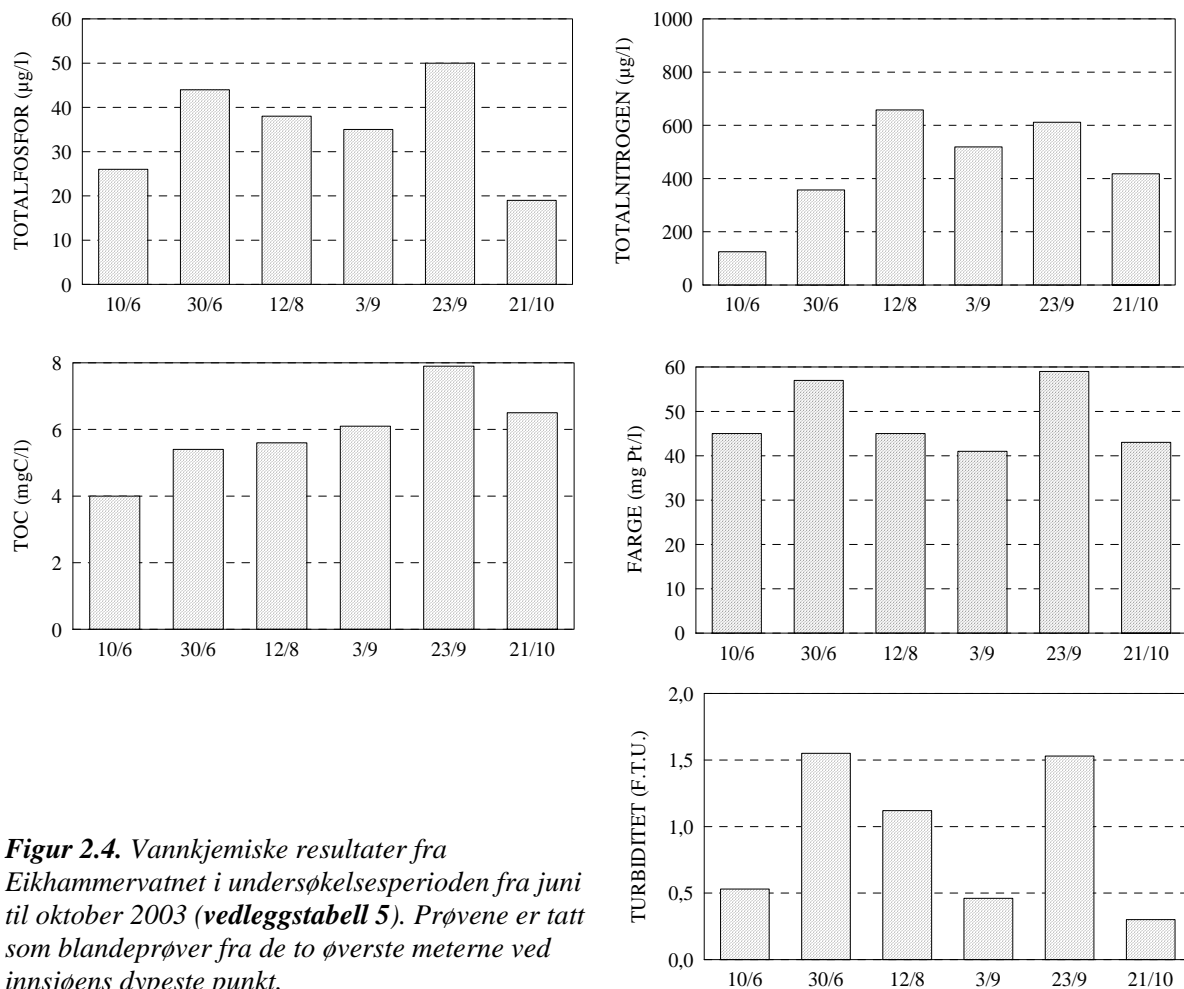 TOTALFOSFOR (µg/l)
60
50
40
30
20
10
0
10/6 30/6 12/8 3/9 23/9 21/10
TOTALNITROGEN (µg/l)
1000
800
600
400
200
0
10/6 30/6 12/8 3/9 23/9 21/10
TOC (mgC/l)
8
6
4
2
0
10/6 30/6 12/8 3/9 23/9 21/10
FARGE (mg Pt/l)
60
50
40
30
20
10
0
10/6 30/6 12/8 3/9 23/9 21/10
TURBIDITET (F.T.U.)
2,0
1,5
1,0
0,5
0,0
10/6 30/6 12/8 3/9 23/9 21/10
Figur 2.4. Vannkjemiske resultater fra
Eikhammervatnet i undersøkelsesperioden fra juni
til oktober 2003 (vedleggstabell 5). Prøvene er tatt
som blandeprøver fra de to øverste meterne ved
innsjøens dypeste punkt.